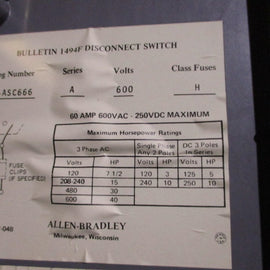 BULLETIN 1494F DISCONNECT SWITCH
Number Series Volts Class Fuses
-ASC666 A 600 H
60 AMP 600VAC - 250VDC MAXIMUM
Maximum Horsepower Ratings
3 Phase AC Single Phase Any 2 Poles DC 3 Poles In Series
Volts HP Volts HP Volts HP
120 7 1/2 120 3 125 5
208-240 15 240 10 250 10
480 30
600 40
FUSE
CLIPS
(IF SPECIFIED)
ALLEN-BRADLEY
Milwaukee, Wisconsin